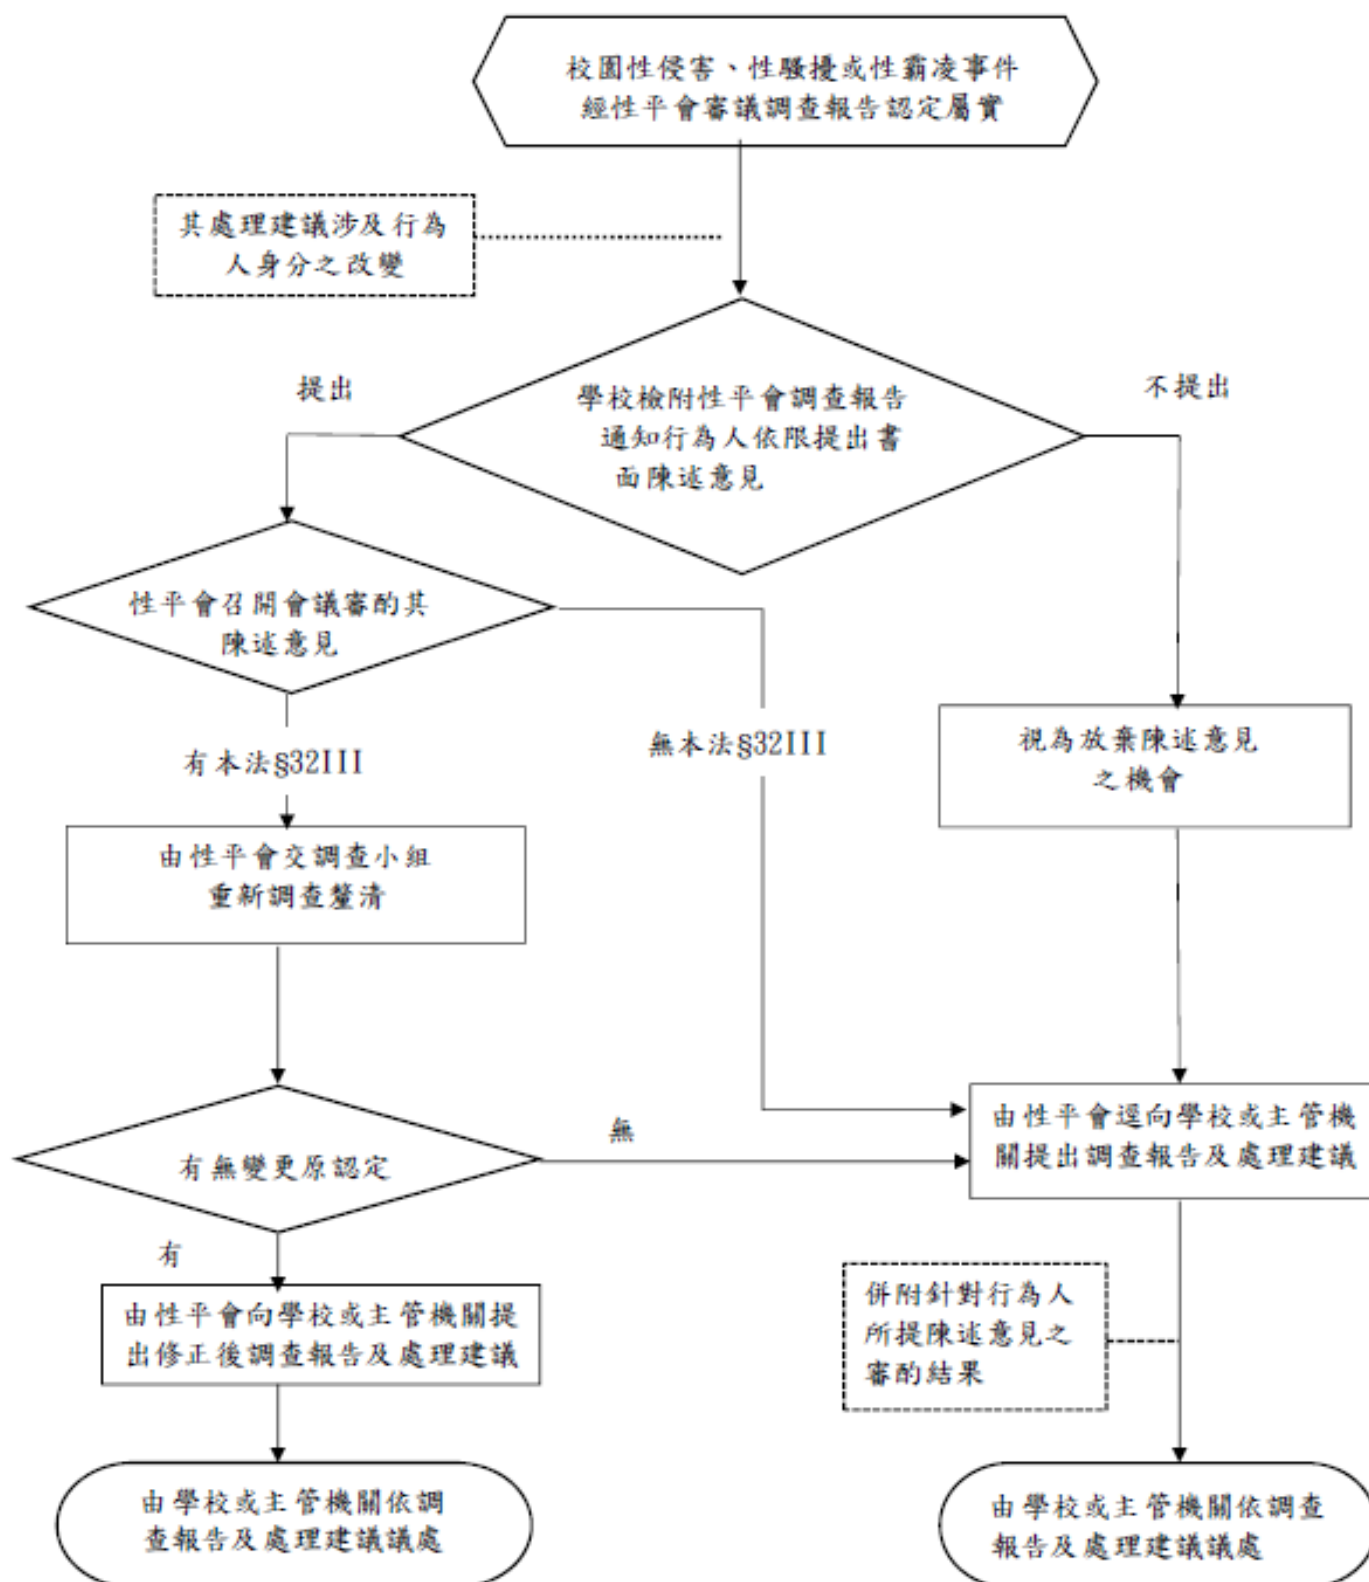 校園性侵害、性騷擾或性霸凌事件
經性平會審議調查報告認定屬實
其處理建議涉及行為
人身分之改變
提出
不提出
學校檢附性平會調查報告
通知行為人依限提出書
面陳述意見
性平會召開會議審酌其
陳述意見
有本法§32III
無本法§32III
視為放棄陳述意見
之機會
由性平會交調查小組
重新調查釐清
有無變更原認定
無
由性平會逕向學校或主管機
關提出調查報告及處理建議
有
由性平會向學校或主管機關提
出修正後調查報告及處理建議
併附針對行為人
所提陳述意見之
審酌結果
由學校或主管機關依調
查報告及處理建議議處
由學校或主管機關依調查
報告及處理建議議處